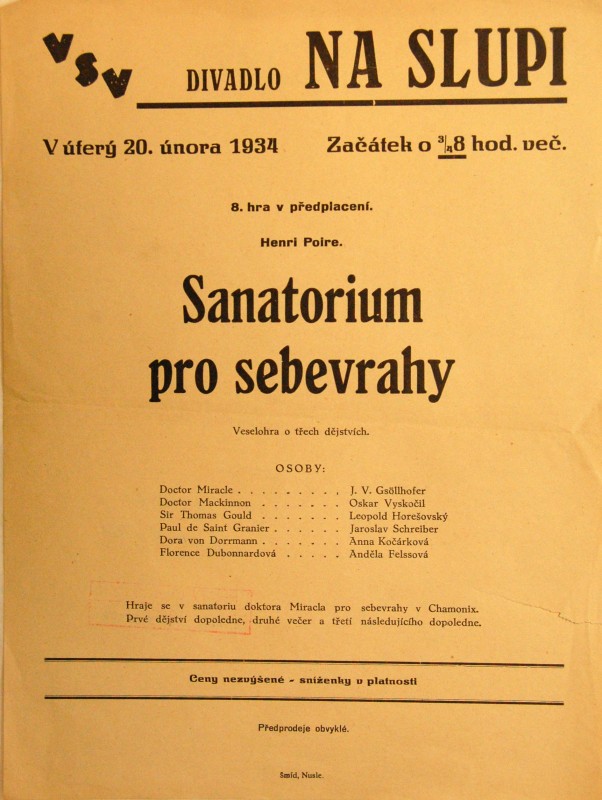 VSV
DIVADLO NA SLUPI
V úterý 20. února 1934 Začátek o ³/₄8 hod. več.
8. hra v předplacení.
Henri Poire.
Sanatorium
pro sebevrahy
Veselohra o třech dějstvích.
OSOBY:
Doctor Miracle . . . . . . . . . J. V. Gsöllhofer
Doctor Mackinnon . . . . . . . Oskar Vyskočil
Sir Thomas Gould . . . . . . . Leopold Horešovský
Paul de Saint Granier . . . . . . Jaroslav Schreiber
Dora von Dorrmann . . . . . . . Anna Kočárková
Florence Dubonnardová . . . . . Anděla Felssová
Hraje se v sanatoriu doktora Miracla pro sebevrahy v Chamonix.
Prvé dějství dopoledne, druhé večer a třetí následujícího dopoledne.
Ceny nezvýšené - sníženky v platnosti
Předprodeje obvyklé.
Šmíd, Nusle.